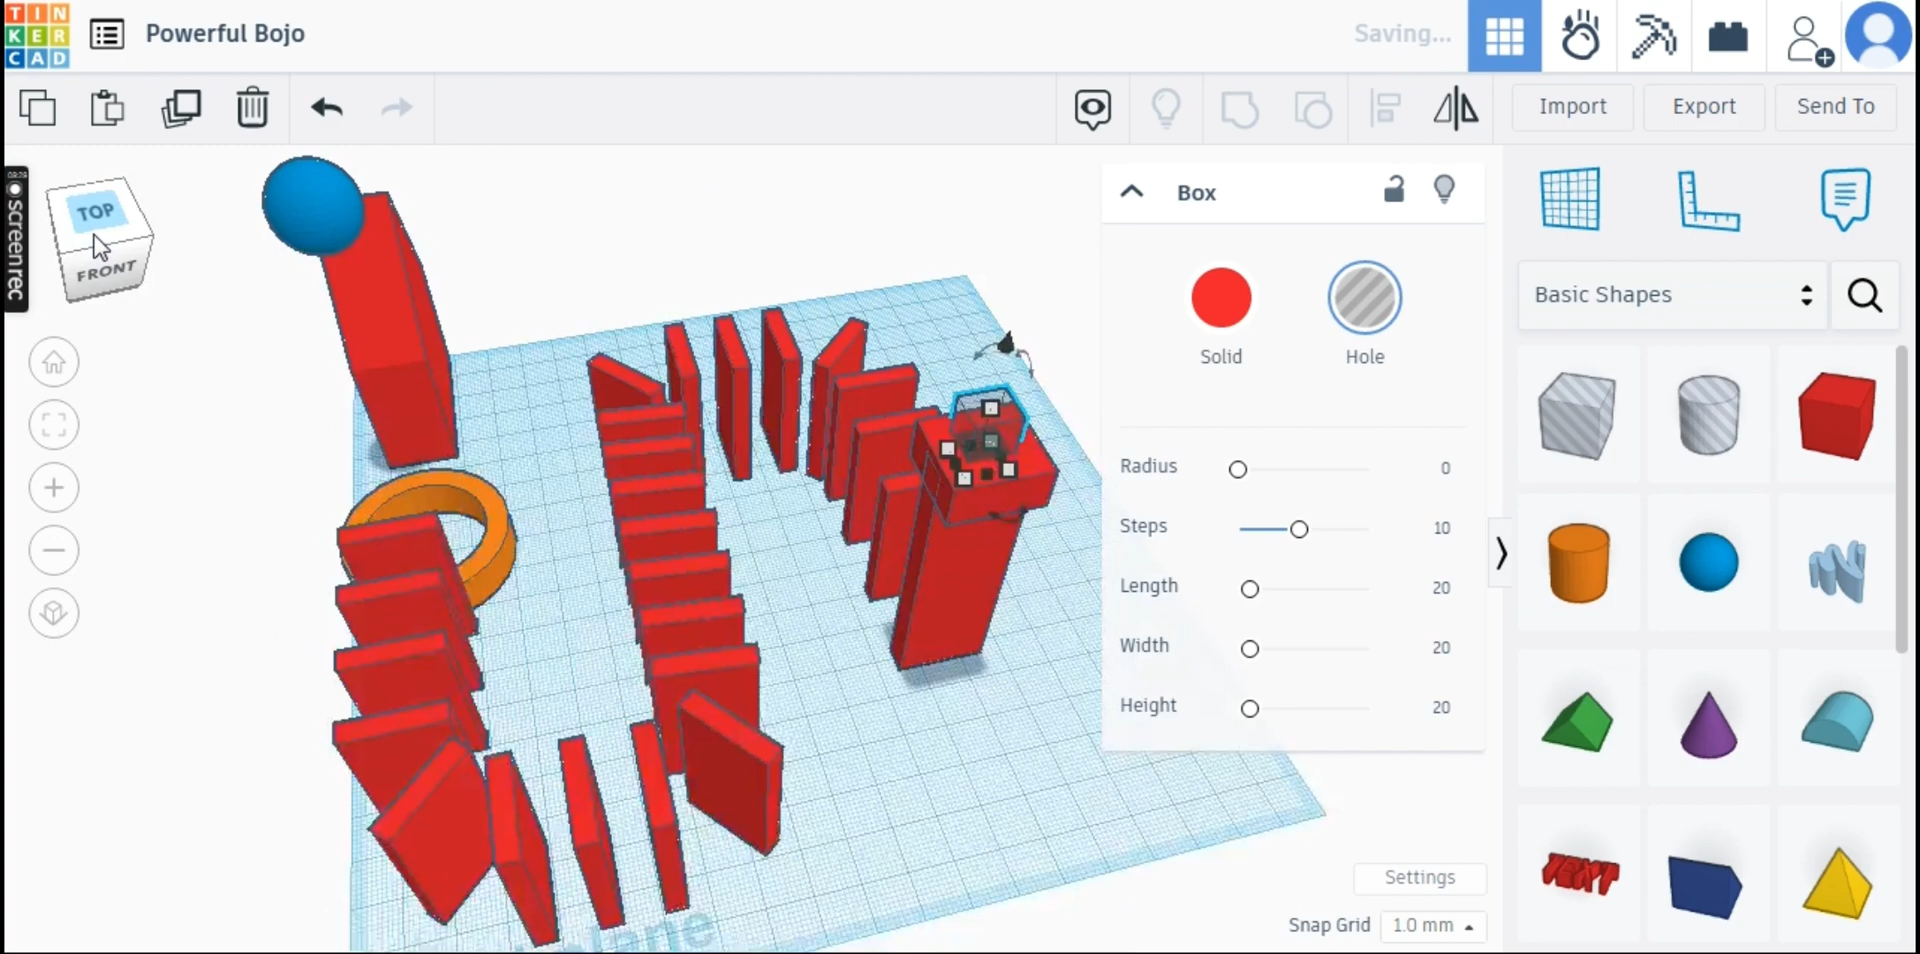 TIN
KER
CAD
Powerful Bojo
Saving...
Import
Export
Send To
screenrec
TOP
FRONT
Box
Solid
Hole
Radius 0
Steps 10
Length 20
Width 20
Height 20
Basic Shapes
TEXT
Settings
Snap Grid 1.0 mm